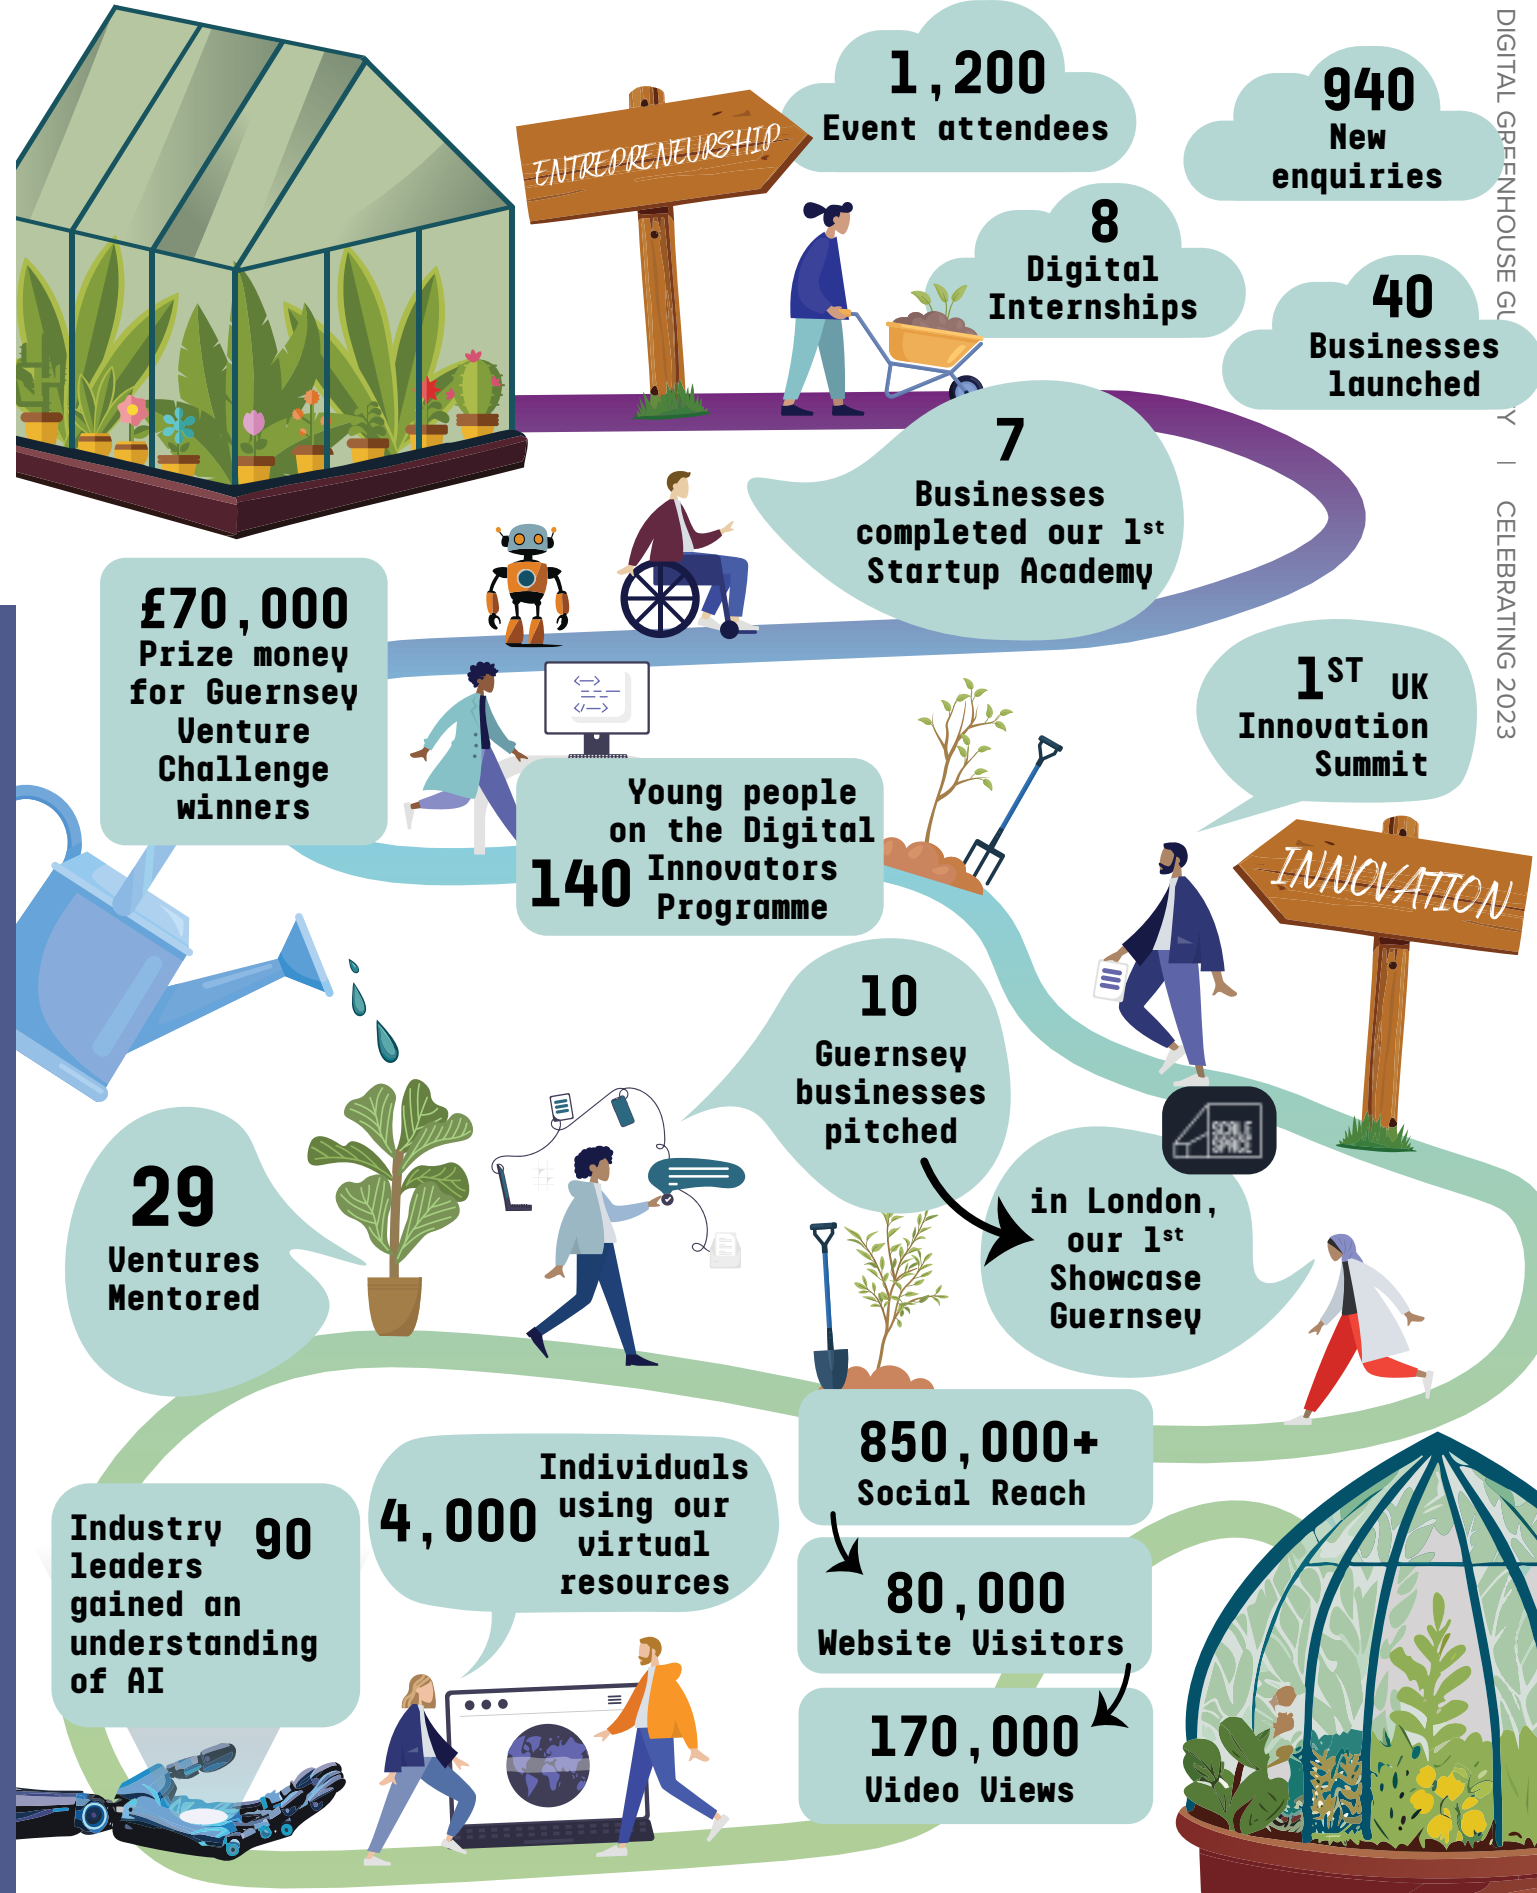 1,200
Event attendees
940
New
enquiries
ENTREPRENEURSHIP
8
Digital
Internships
40
Businesses
launched
7
Businesses
completed our 1st
Startup Academy
£70,000
Prize money
for Guernsey
Venture
Challenge
winners
1ST UK
Innovation
Summit
140
Young people
on the Digital
Innovators
Programme
INNOVATION
10
Guernsey
businesses
pitched
SCALE
SPACE
in London,
our 1st
Showcase
Guernsey
29
Ventures
Mentored
850,000+
Social Reach
4,000
Individuals
using our
virtual
resources
90
Industry
leaders
gained an
understanding
of AI
80,000
Website Visitors
170,000
Video Views
DIGITAL GREENHOUSE | CELEBRATING 2023